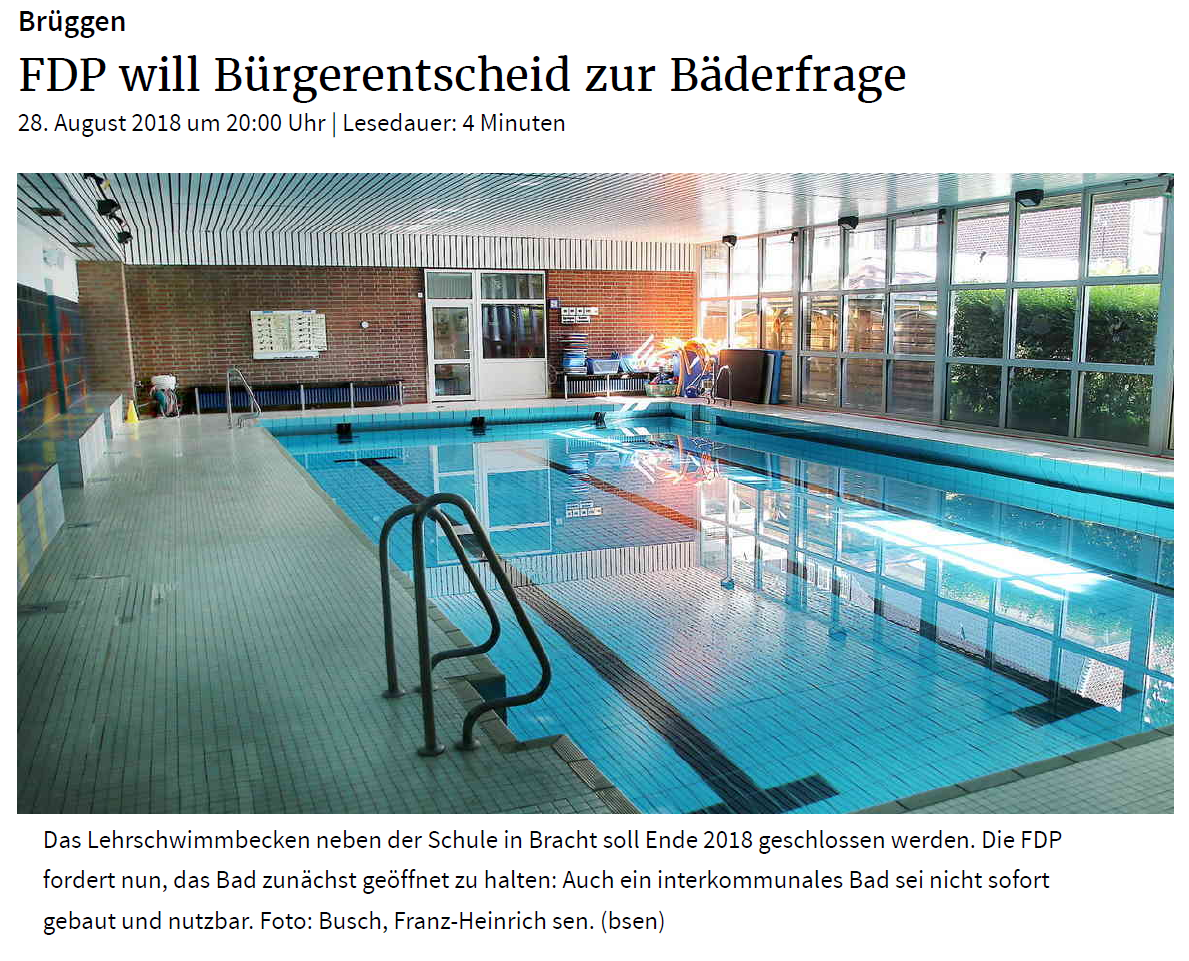 Brüggen
FDP will Bürgerentscheid zur Bäderfrage
28. August 2018 um 20:00 Uhr | Lesedauer: 4 Minuten
Das Lehrschwimmbecken neben der Schule in Bracht soll Ende 2018 geschlossen werden. Die FDP
fordert nun, das Bad zunächst geöffnet zu halten: Auch ein interkommunales Bad sei nicht sofort
gebaut und nutzbar. Foto: Busch, Franz-Heinrich sen. (bsen)